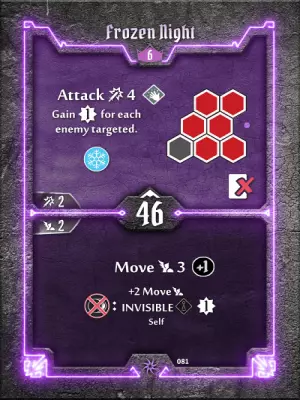 Frozen Night
6
Attack 4
Gain 1 for each
enemy targeted.
2
46
2
Move 3 +1
+2 Move
: INVISIBLE 1
Self
081